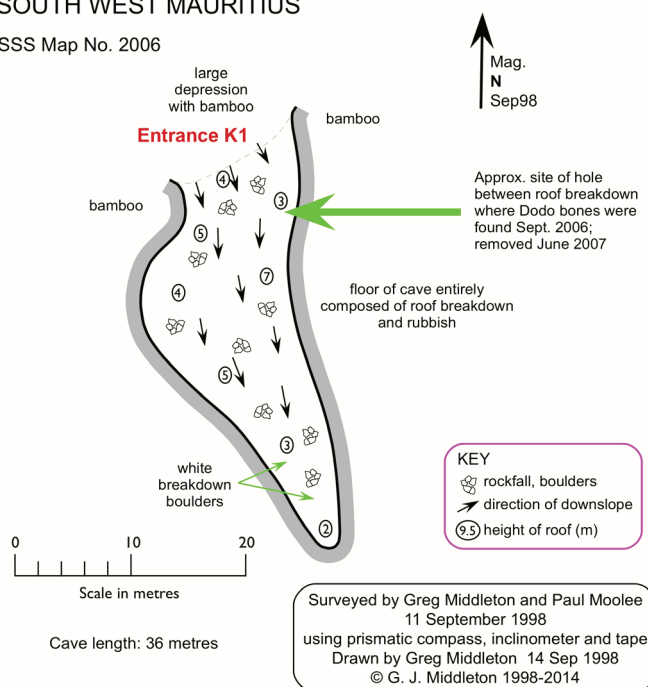 SOUTH WEST MAURITIUS
SSS Map No. 2006
Mag.
N
Sep98
large
depression
with bamboo
bamboo
Entrance K1
bamboo
4
3
5
7
4
5
3
2
Approx. site of hole
between roof breakdown
where Dodo bones were
found Sept. 2006;
removed June 2007
floor of cave entirely
composed of roof breakdown
and rubbish
white
breakdown
boulders
KEY
rockfall, boulders
direction of downslope
9.5 height of roof (m)
0 10 20
Scale in metres
Cave length: 36 metres
Surveyed by Greg Middleton and Paul Moolee
11 September 1998
using prismatic compass, inclinometer and tape
Drawn by Greg Middleton 14 Sep 1998
© G. J. Middleton 1998-2014